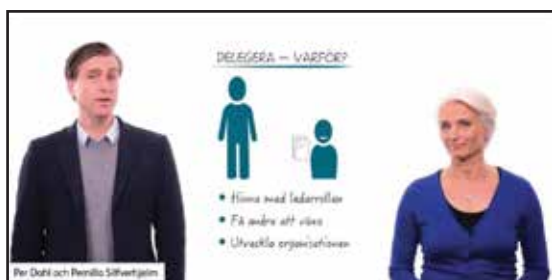 DELEGERA – VARFÖR?
• Hinna med ledarrollen
• Få andra att växa
• Utveckla organisationen
Per Dahl och Pernilla Silfverhjelm